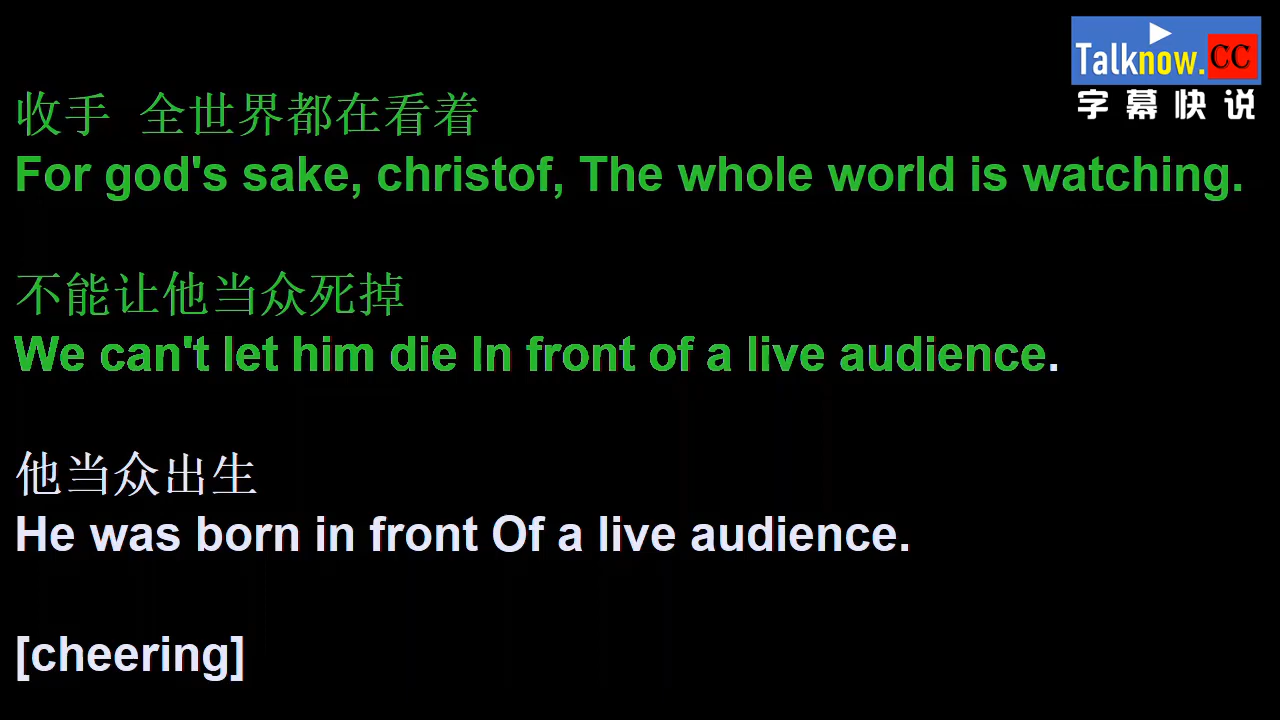 Talknow.CC
字幕快说
收手 全世界都在看着
For god's sake, christof, The whole world is watching.
不能让他当众死掉
We can't let him die In front of a live audience.
他当众出生
He was born in front Of a live audience.
[cheering]